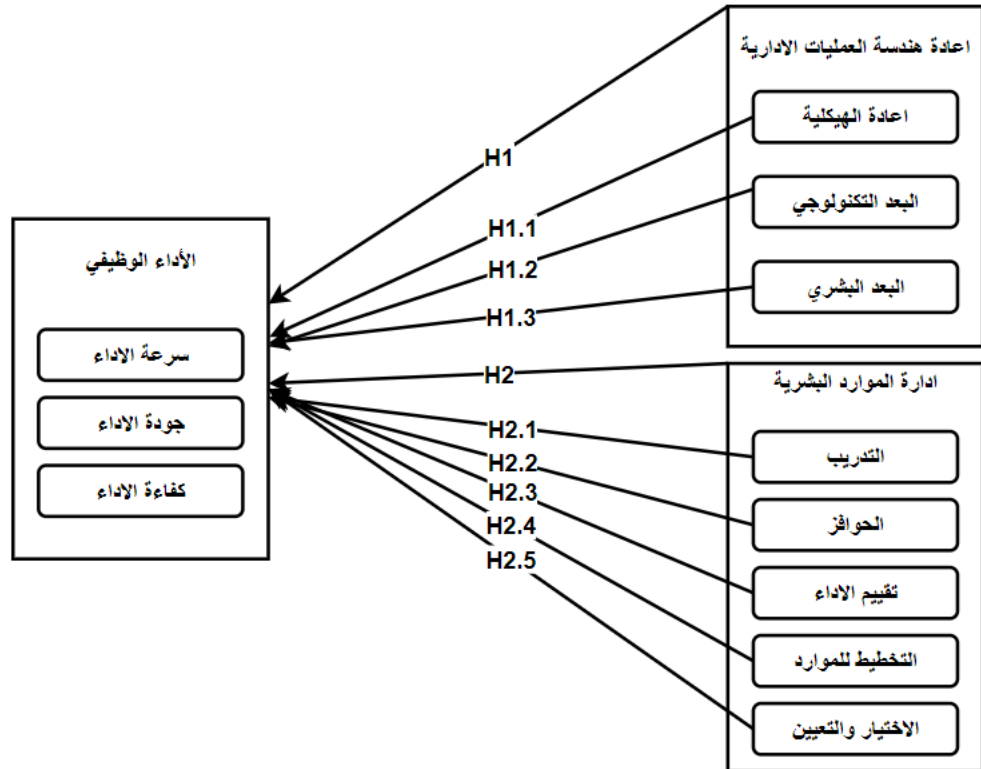 اعادة هندسة العمليات الادارية
اعادة الهيكلية
البعد التكنولوجي
البعد البشري
H1
H1.1
H1.2
H1.3
الأداء الوظيفي
سرعة الاداء
جودة الاداء
كفاءة الاداء
ادارة الموارد البشرية
التدريب
الحوافز
تقييم الاداء
التخطيط للموارد
الاختيار والتعيين
H2
H2.1
H2.2
H2.3
H2.4
H2.5